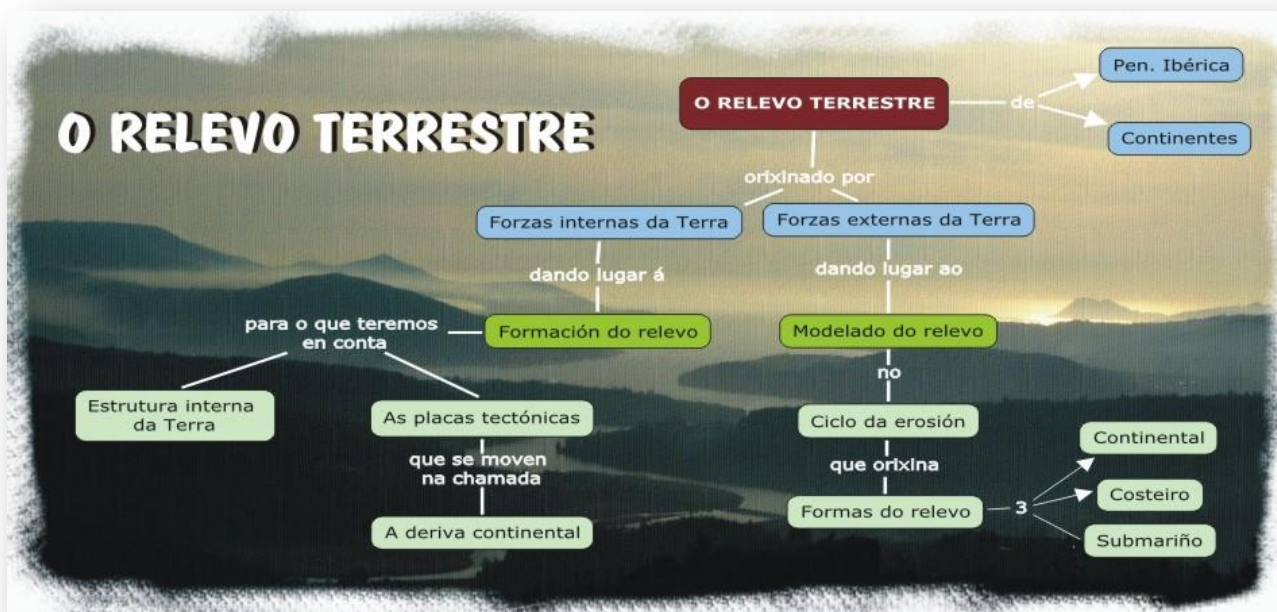 O RELEVO TERRESTRE
O RELEVO TERRESTRE
de
Pen. Ibérica
Continentes
orixinado por
Forzas internas da Terra
Forzas externas da Terra
dando lugar á
dando lugar ao
Formación do relevo
Modelado do relevo
para o que teremos
en conta
Estrutura interna
da Terra
As placas tectónicas
que se moven
na chamada
A deriva continental
no
Ciclo da erosión
que orixina
Formas do relevo
3
Continental
Costeiro
Submariño